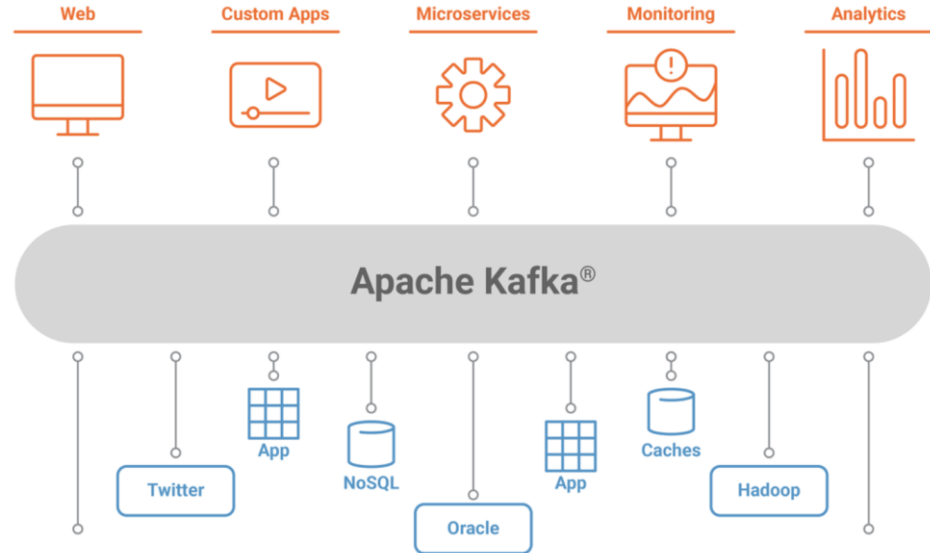 Web
Custom Apps
Microservices
Monitoring
Analytics
!
Apache Kafka®
App
Caches
NoSQL
App
Twitter
Hadoop
Oracle